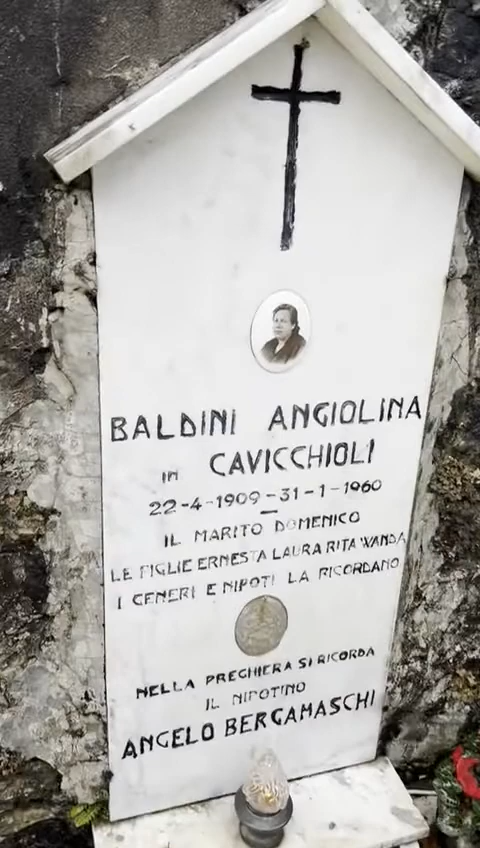 BALDINI ANGIOLINA
IN CAVICCHIOLI
22-4-1909-31-1-1960
IL MARITO DOMENICO
LE FIGLIE ERNESTA LAURA RITA WANDA
I GENERI E NIPOTI LA RICORDANO
NELLA PREGHIERA SI RICORDA
IL NIPOTINO
ANGELO BERGAMASCHI